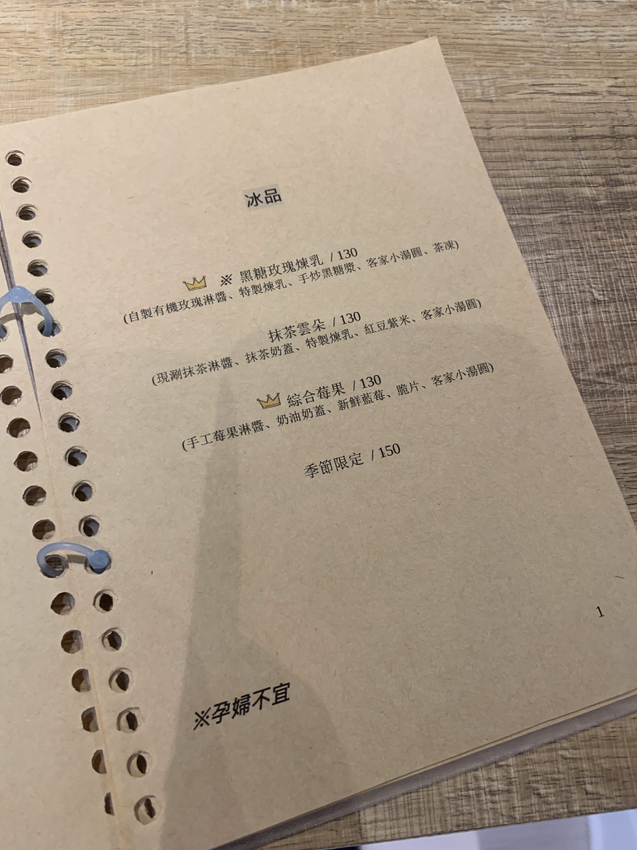 冰品
※ 黑糖玫瑰煉乳 / 130
(自製有機玫瑰淋醬、特製煉乳、手炒黑糖漿、客家小湯圓、茶凍)
抹茶雲朵 / 130
(現涮抹茶淋醬、抹茶奶蓋、特製煉乳、紅豆紫米、客家小湯圓)
綜合莓果 / 130
(手工莓果淋醬、奶油奶蓋、新鮮藍莓、脆片、客家小湯圓)
季節限定 / 150
1
※孕婦不宜